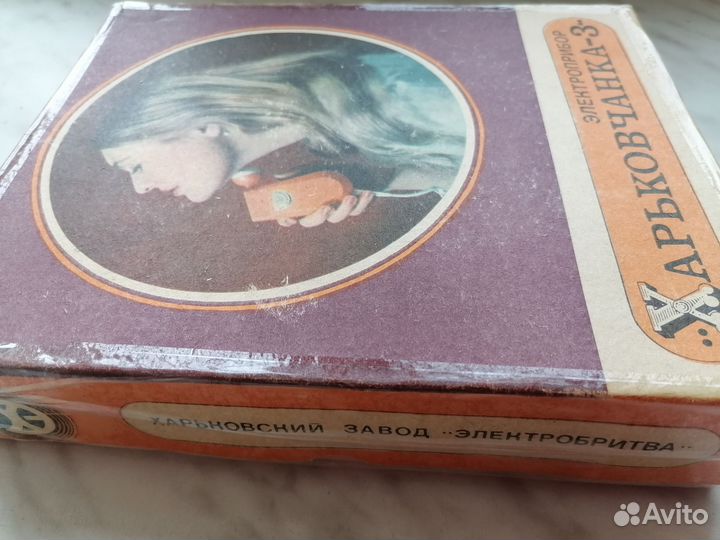 ЭЛЕКТРОПРИБОР
„ХАРЬКОВЧАНКА-3"
ХАРЬКОВСКИЙ ЗАВОД „ЭЛЕКТРОБРИТВА"
Avito